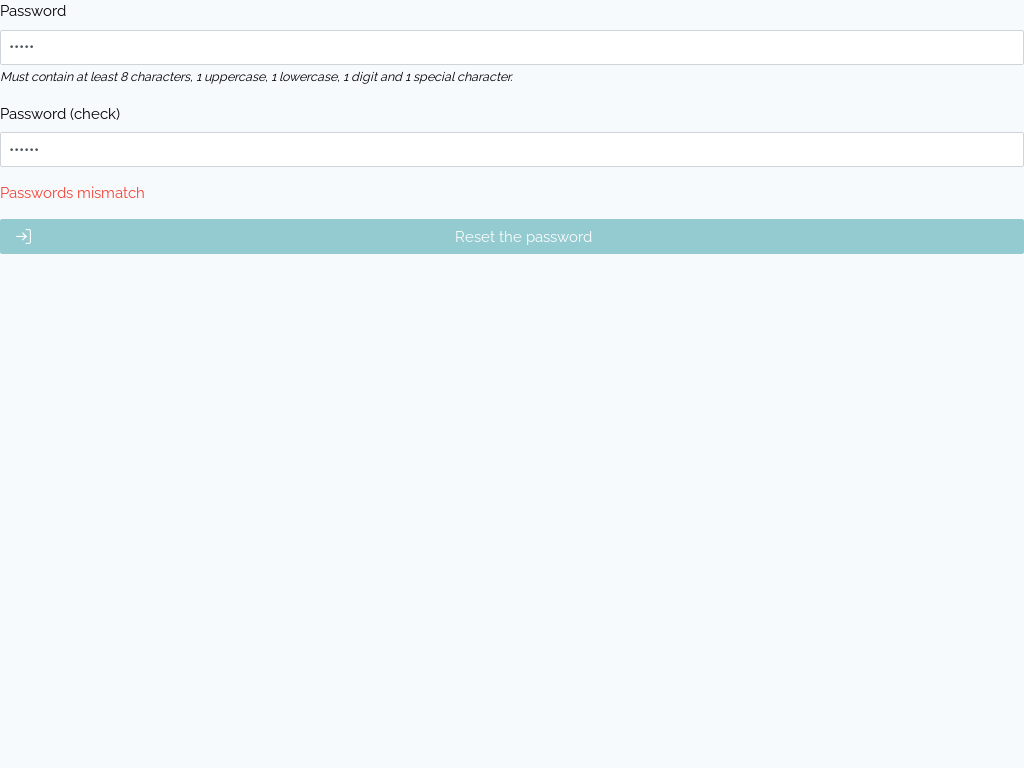 Password
•••••
Must contain at least 8 characters, 1 uppercase, 1 lowercase, 1 digit and 1 special character.
Password (check)
••••••
Passwords mismatch
Reset the password